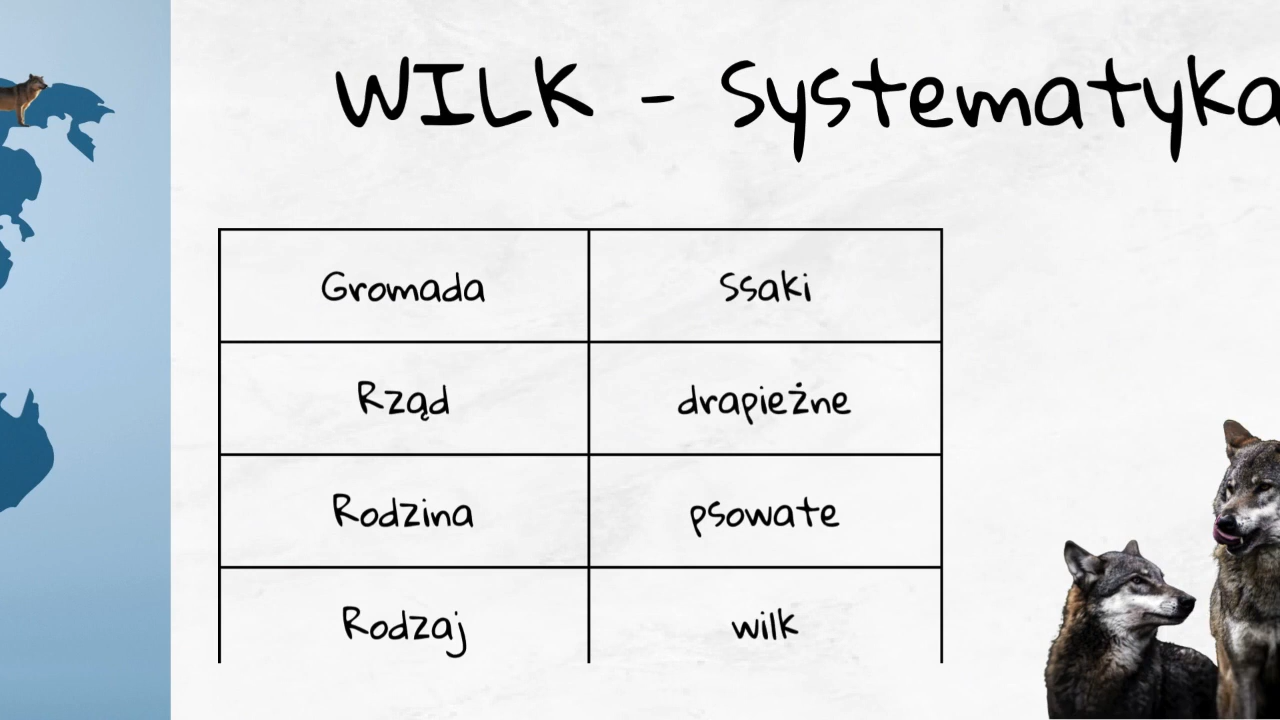 WILK - Systematyka
Gromada Ssaki
Rząd drapieżne
Rodzina psowate
Rodzaj wilk